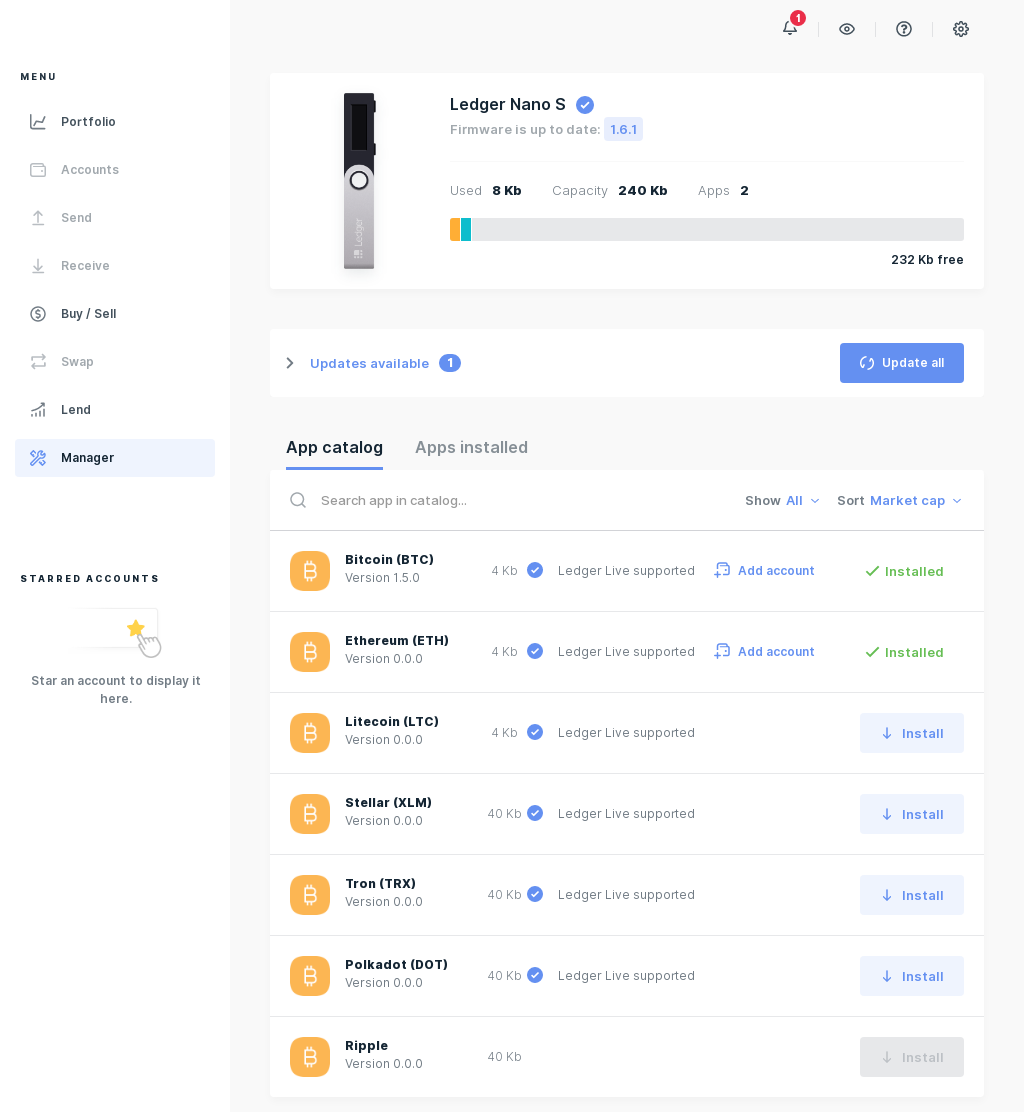 1
MENU
Portfolio
Accounts
Send
Receive
Buy / Sell
Swap
Lend
Manager
STARRED ACCOUNTS
Star an account to display it
here.
Ledger
Ledger Nano S
Firmware is up to date: 1.6.1
Used 8 Kb Capacity 240 Kb Apps 2
232 Kb free
Updates available 1
Update all
App catalog Apps installed
Search app in catalog...
Show All Sort Market cap
Bitcoin (BTC)
Version 1.5.0
4 Kb Ledger Live supported Add account Installed
Ethereum (ETH)
Version 0.0.0
4 Kb Ledger Live supported Add account Installed
Litecoin (LTC)
Version 0.0.0
4 Kb Ledger Live supported Install
Stellar (XLM)
Version 0.0.0
40 Kb Ledger Live supported Install
Tron (TRX)
Version 0.0.0
40 Kb Ledger Live supported Install
Polkadot (DOT)
Version 0.0.0
40 Kb Ledger Live supported Install
Ripple
Version 0.0.0
40 Kb Install